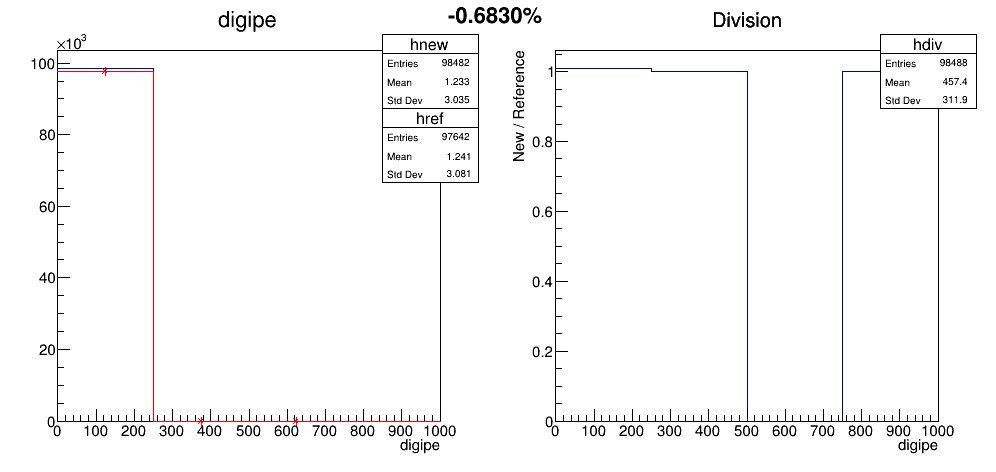 digipe
-0.6830%
Division
×10³
hnew
Entries 98482
Mean 1.233
Std Dev 3.035
href
Entries 97642
Mean 1.241
Std Dev 3.081
100
80
60
40
20
0
0 100 200 300 400 500 600 700 800 900 1000
digipe
New / Reference
hdiv
Entries 98488
Mean 457.4
Std Dev 311.9
1
0.8
0.6
0.4
0.2
0
0 100 200 300 400 500 600 700 800 900 1000
digipe